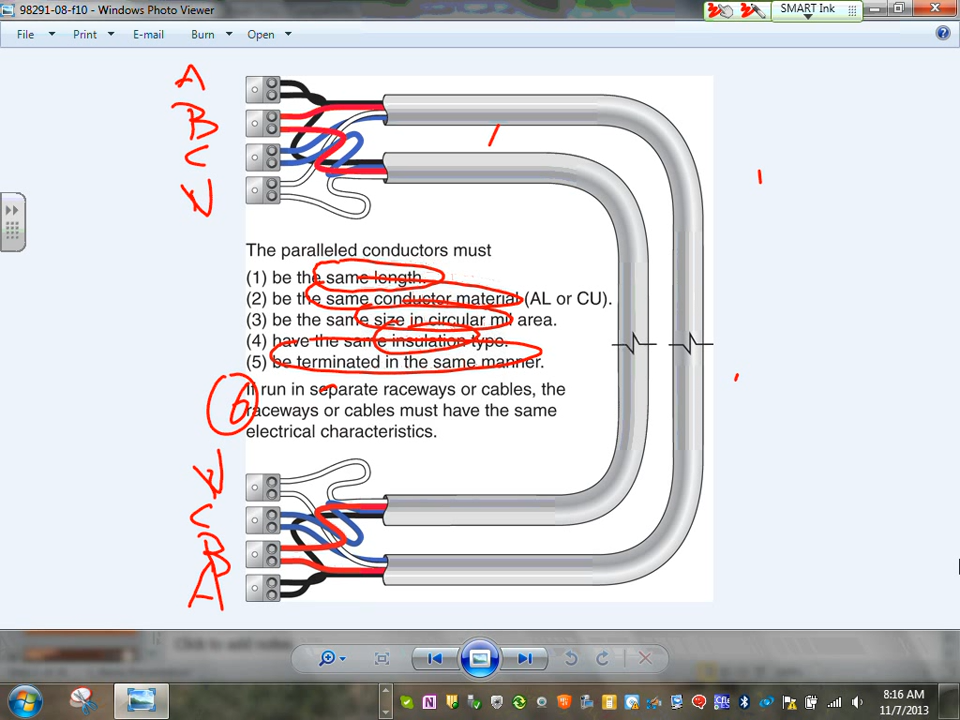 98291-08-f10 - Windows Photo Viewer
SMART Ink
File Print E-mail Burn Open
A
B
C
N
The paralleled conductors must
(1) be the same length.
(2) be the same conductor material (AL or CU).
(3) be the same size in circular mil area.
(4) have the same insulation type.
(5) be terminated in the same manner.
6
If run in separate raceways or cables, the
raceways or cables must have the same
electrical characteristics.
C
B
A
Click to add notes
8:16 AM
11/7/2013